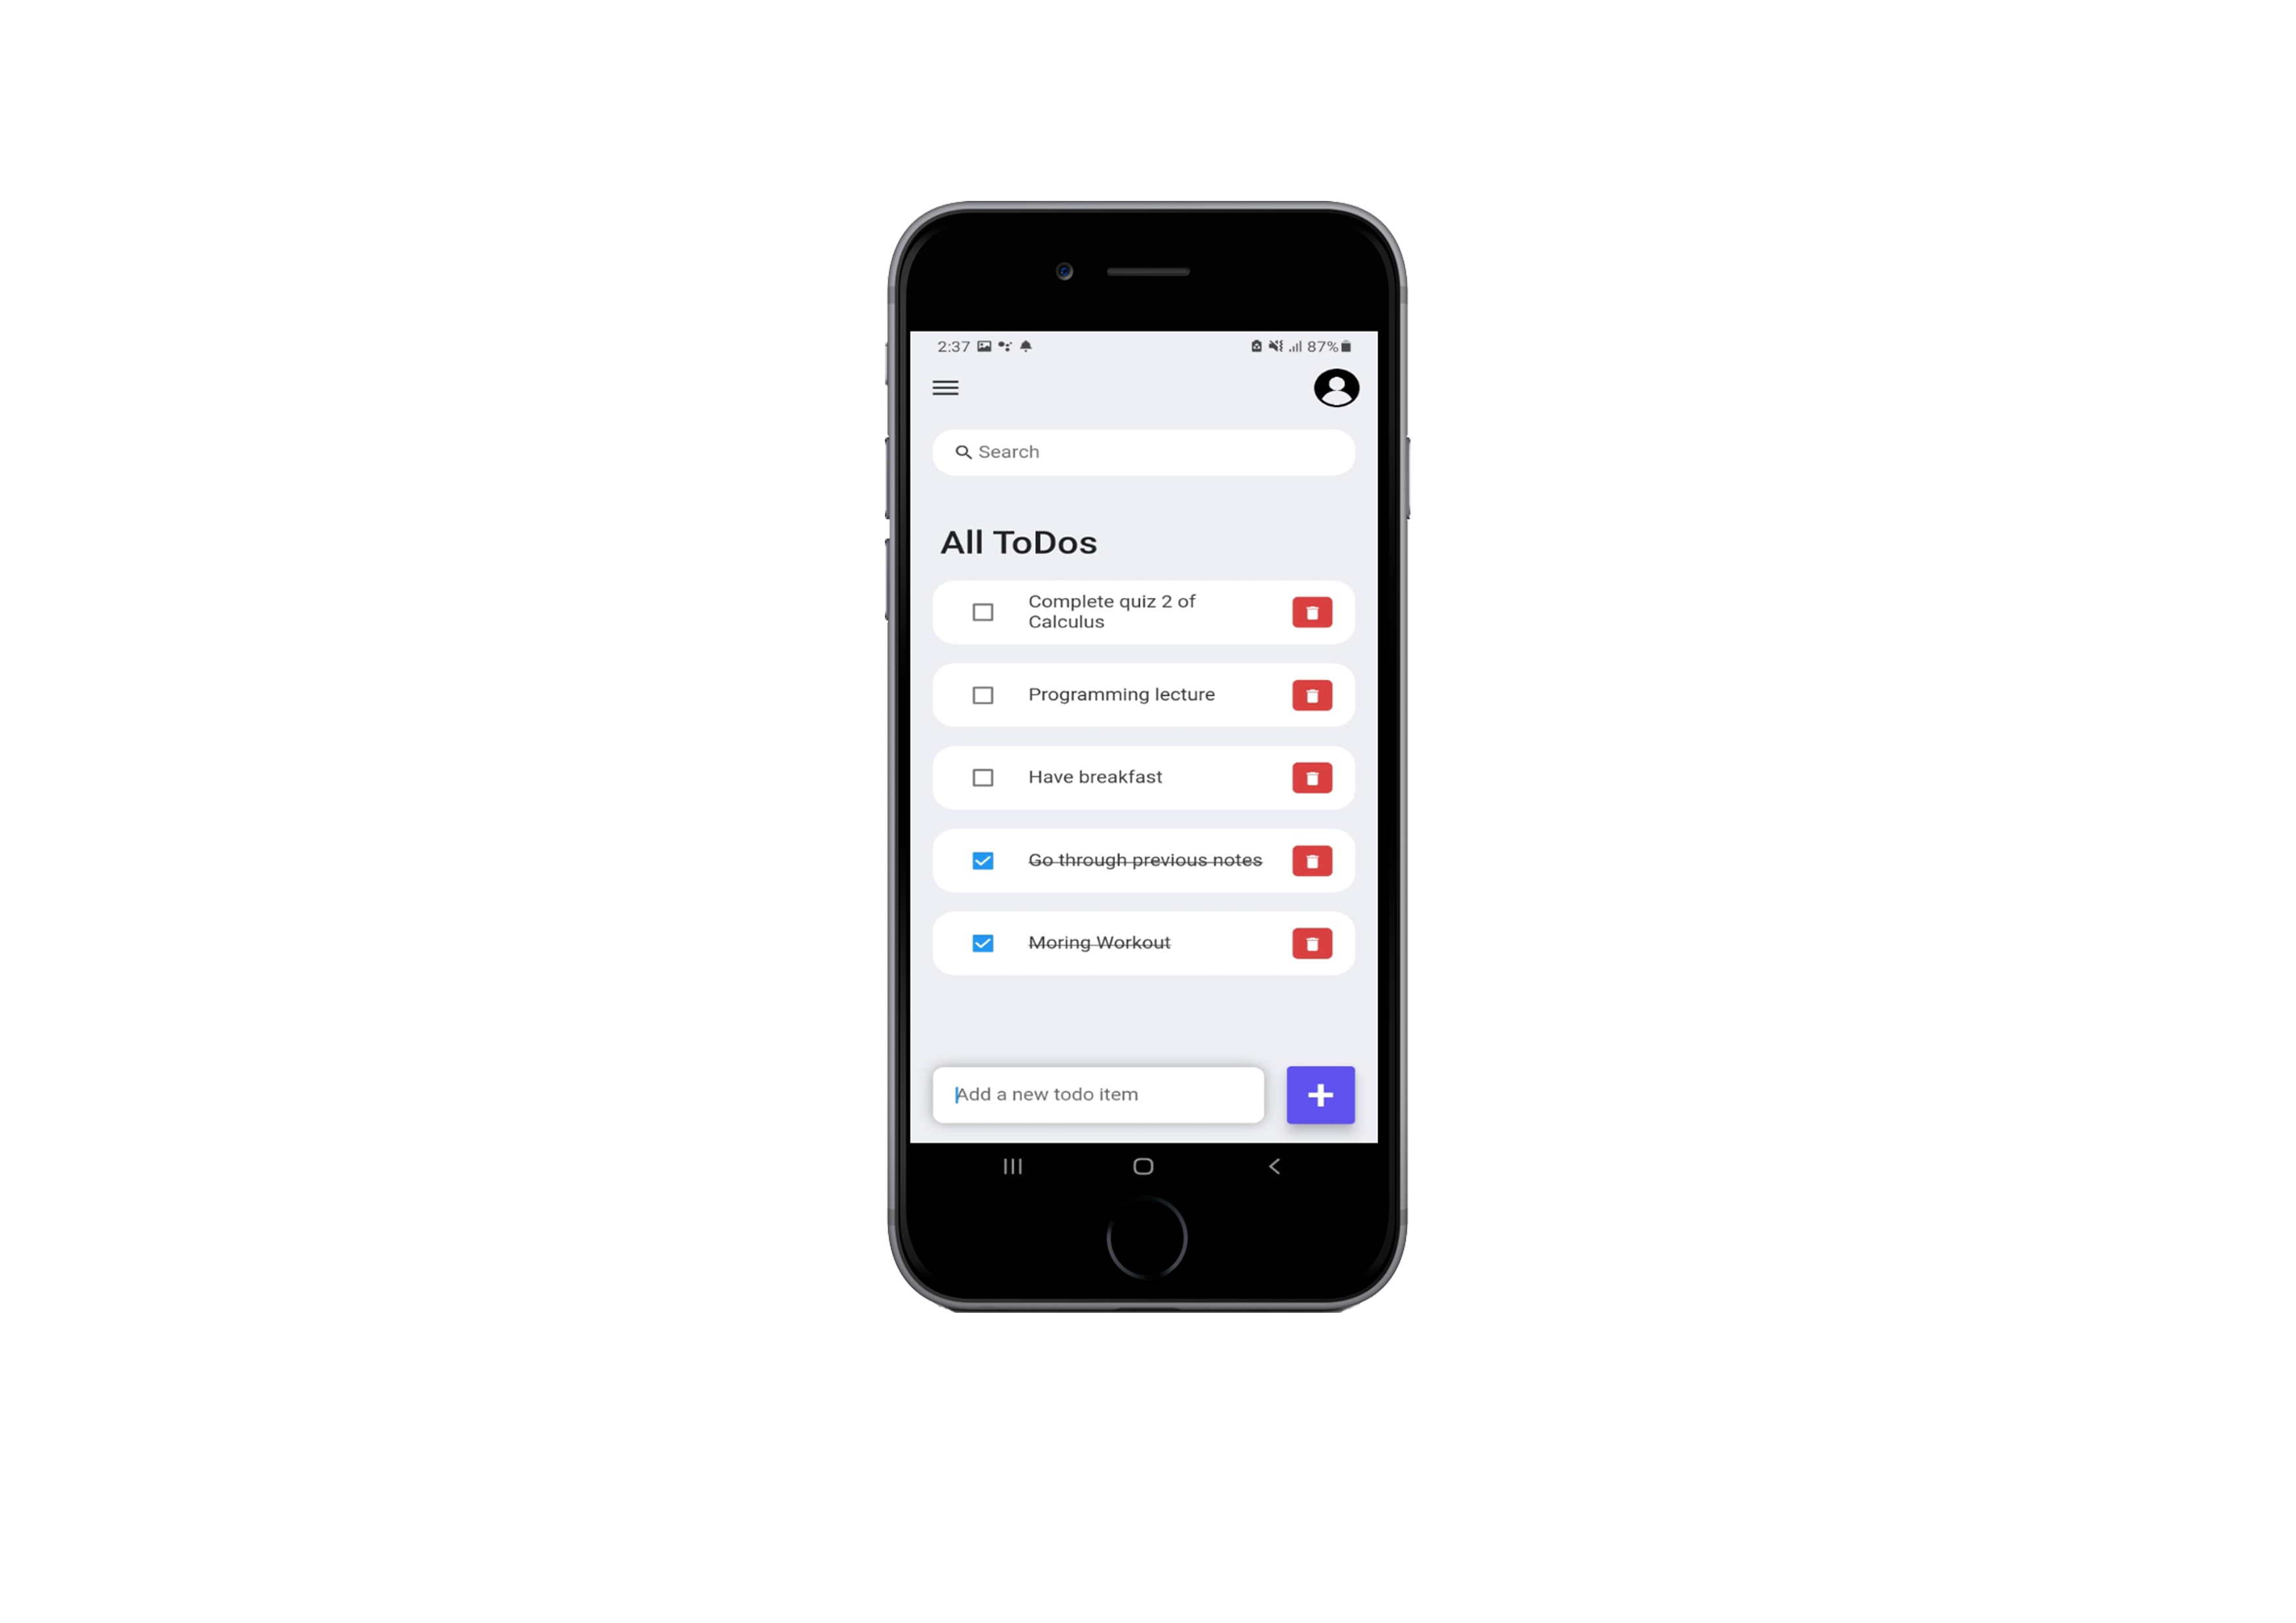 2:37 87%
Search
All ToDos
Complete quiz 2 of
Calculus
Programming lecture
Have breakfast
Go through previous notes
Moring Workout
Add a new todo item